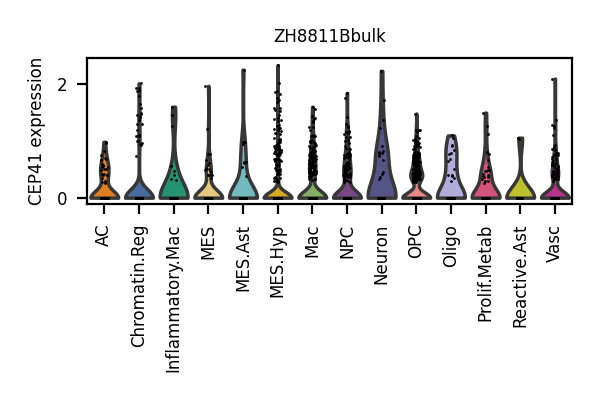 ZH8811Bbulk
CEP41 expression
2
0
AC
Chromatin.Reg
Inflammatory.Mac
MES
MES.Ast
MES.Hyp
Mac
NPC
Neuron
OPC
Oligo
Prolif.Metab
Reactive.Ast
Vasc